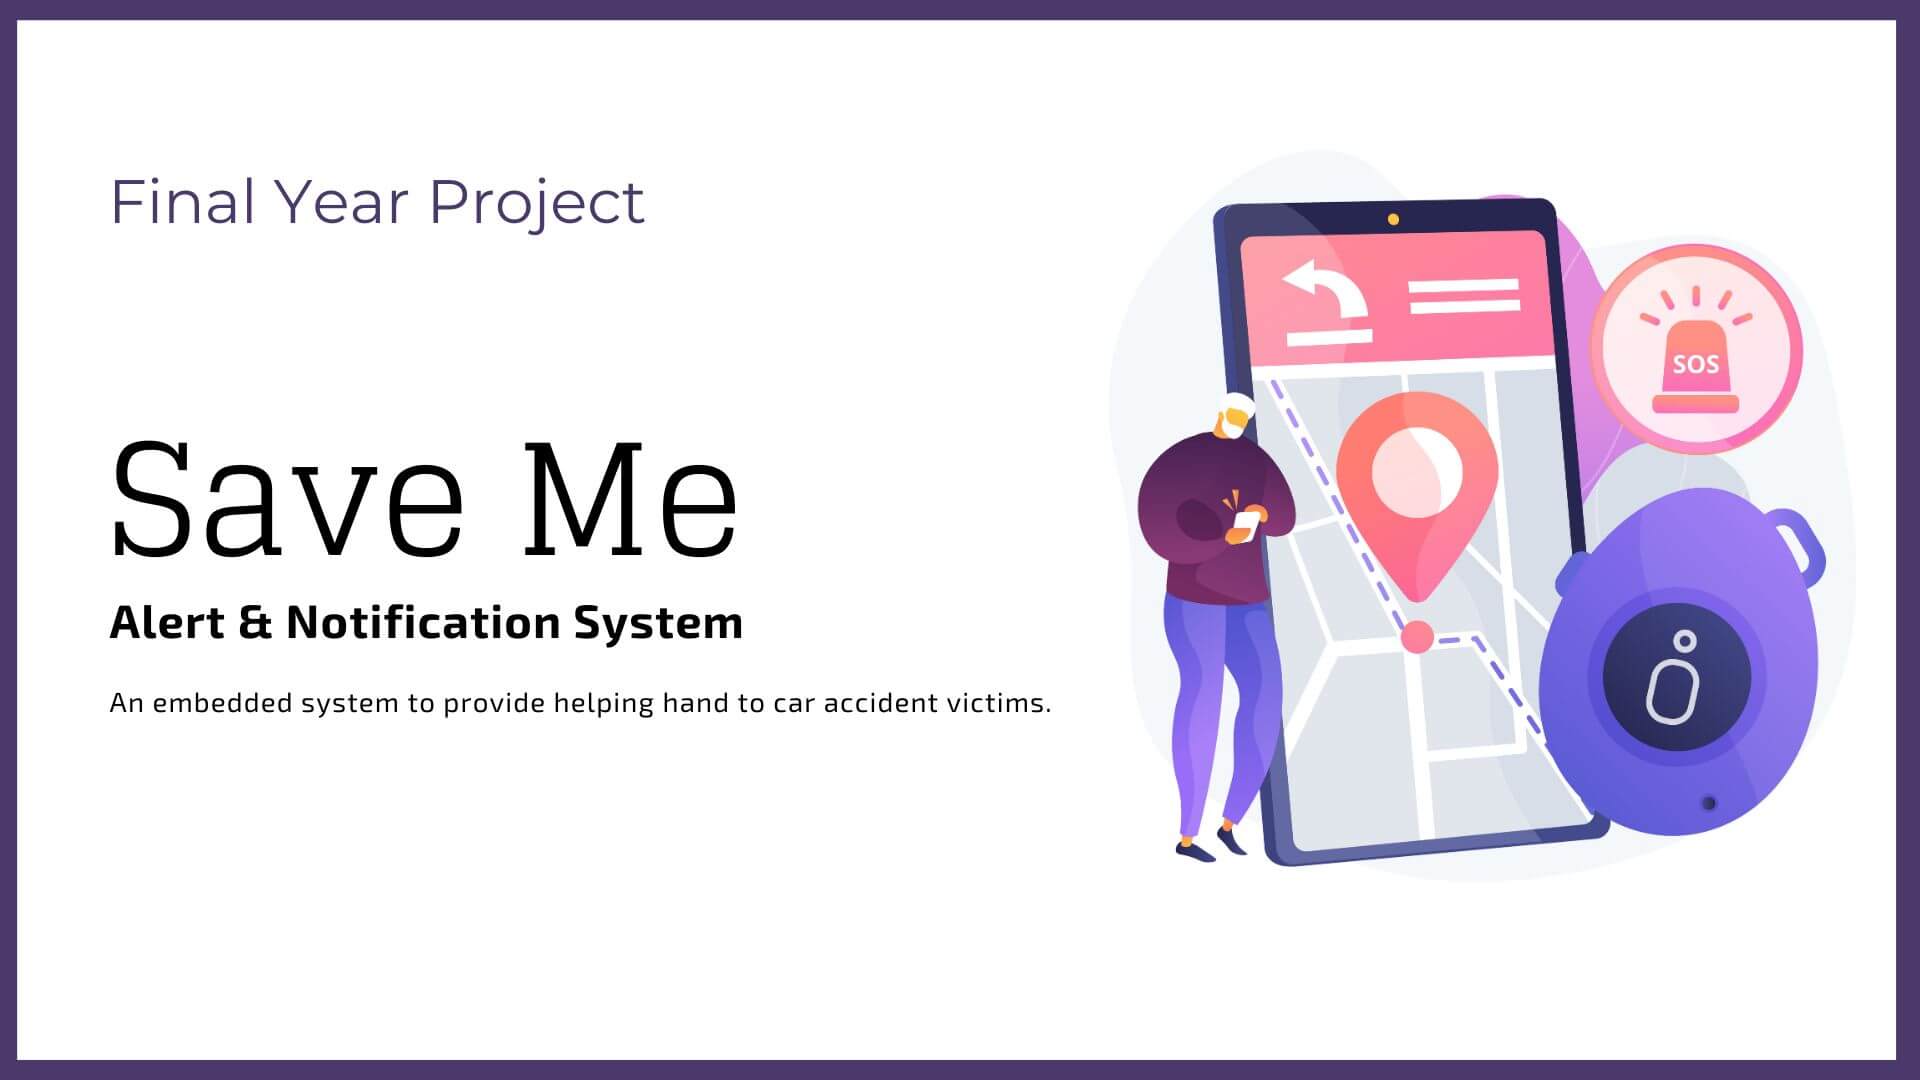 Final Year Project
Save Me
Alert & Notification System
An embedded system to provide helping hand to car accident victims.
SOS